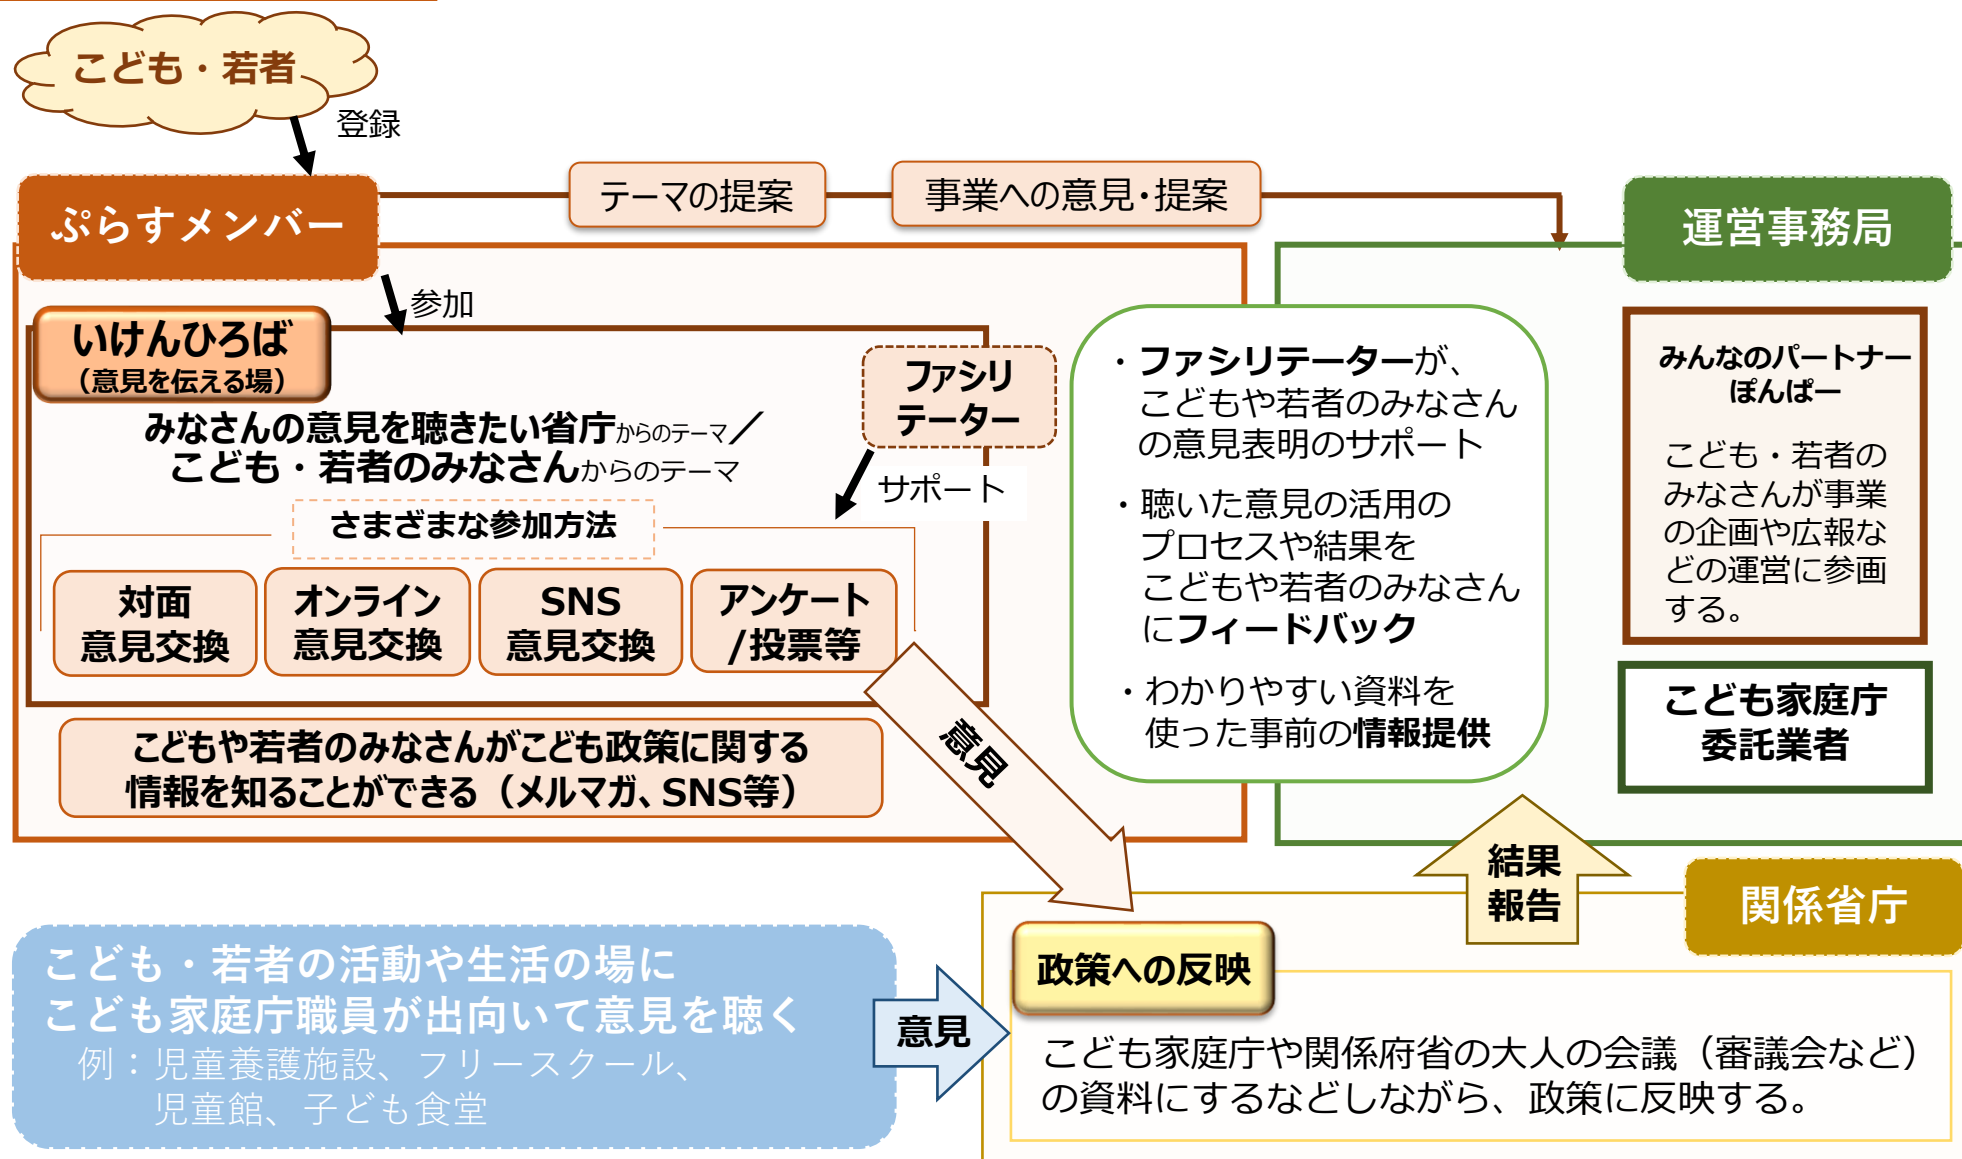 こども・若者
登録
ぷらすメンバー
テーマの提案
事業への意見・提案
運営事務局
参加
いけんひろば
（意見を伝える場）
みなさんの意見を聴きたい省庁からのテーマ／
こども・若者のみなさんからのテーマ
ファシリ
テーター
サポート
さまざまな参加方法
対面
意見交換
オンライン
意見交換
SNS
意見交換
アンケート
/投票等
こどもや若者のみなさんがこども政策に関する
情報を知ることができる（メルマガ、SNS等）
・ファシリテーターが、
こどもや若者のみなさん
の意見表明のサポート
・聴いた意見の活用の
プロセスや結果を
こどもや若者のみなさん
にフィードバック
・わかりやすい資料を
使った事前の情報提供
みんなのパートナー
ぽんぱー
こども・若者の
みなさんが事業
の企画や広報な
どの運営に参画
する。
こども家庭庁
委託業者
意見
結果
報告
関係省庁
こども・若者の活動や生活の場に
こども家庭庁職員が出向いて意見を聴く
例：児童養護施設、フリースクール、
児童館、子ども食堂
意見
政策への反映
こども家庭庁や関係府省の大人の会議（審議会など）
の資料にするなどしながら、政策に反映する。